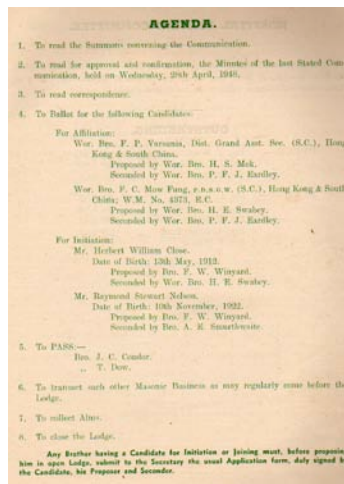 AGENDA.
1. To read the Summons convening the Communication.
2. To read for approval and confirmation, the Minutes of the last Stated Com-
munication, held on Wednesday, 28th April, 1948.
3. To read correspondence.
4. To Ballot for the following Candidates:
For Affiliation:
Wor. Bro. F. P. Varsanis, Dist. Grand Asst. Sec. (S.C.), Hong
Kong & South China.
Proposed by Wor. Bro. H. S. Mok.
Seconded by Wor. Bro. P. F. J. Eardley.
Wor. Bro. F. C. Mow Fung, (S.C.), Hong Kong & South
China; W.M. No. 4373, E.C.
Proposed by Wor. Bro. H. E. Swabey.
Seconded by Wor. Bro. P. F. J. Eardley.
For Initiation:
Mr. Herbert William Close.
Date of Birth: 13th May, 1912.
Proposed by Bro. F. W. Winyard.
Seconded by Wor. Bro. H. E. Swabey.
Mr. Raymond Stewart Nelson.
Date of Birth: 10th November, 1922.
Proposed by Bro. F. W. Winyard.
Seconded by Bro. A. E. Smurthwaite.
5. To PASS:—
Bro. J. C. Condor.
„ T. Dow.
6. To transact such other Masonic Business as may regularly come before the
Lodge.
7. To collect Alms.
8. To close the Lodge.
Any Brother having a Candidate for Initiation or Joining must, before proposing
him in open Lodge, submit to the Secretary the usual Application form, duly signed by
the Candidate, his Proposer and Seconder.